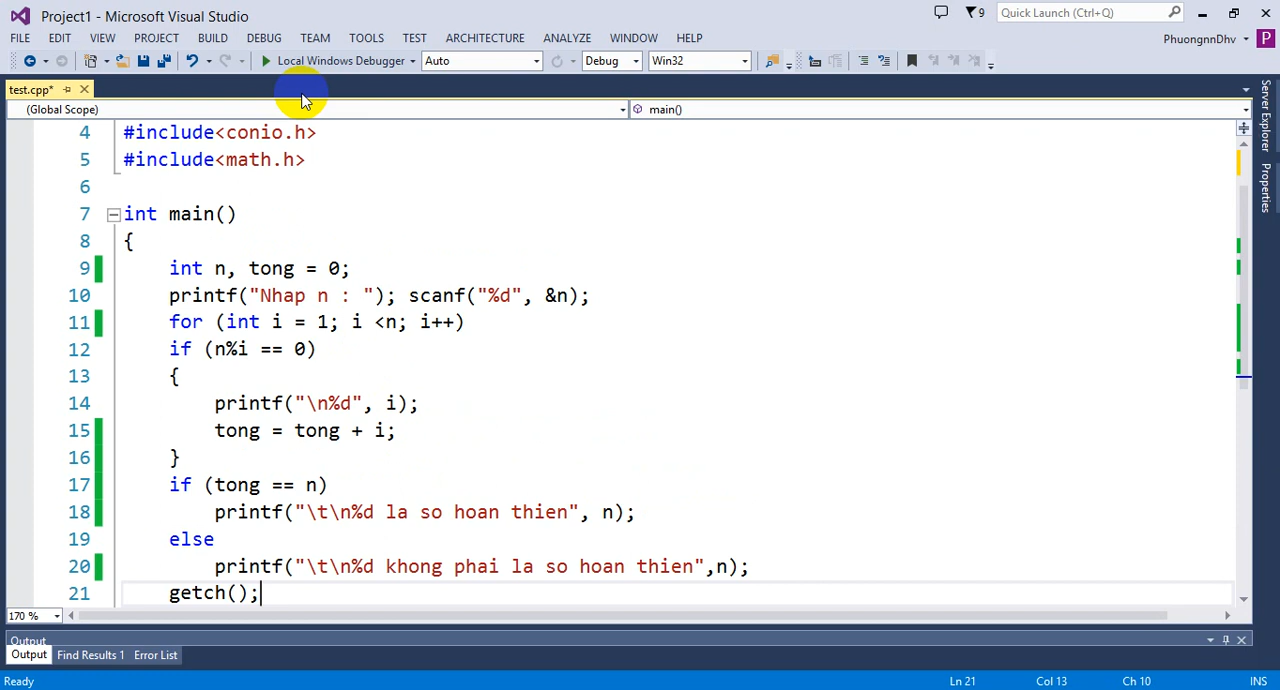 Project1 - Microsoft Visual Studio
9
Quick Launch (Ctrl+Q)
FILE EDIT VIEW PROJECT BUILD DEBUG TEAM TOOLS TEST ARCHITECTURE ANALYZE WINDOW HELP
PhuongnnDhv
P
Local Windows Debugger Auto Debug Win32
test.cpp*
(Global Scope) main()
4 #include<conio.h>
5 #include<math.h>
6
7 int main()
8 {
9 int n, tong = 0;
10 printf("Nhap n : "); scanf("%d", &n);
11 for (int i = 1; i <n; i++)
12 if (n%i == 0)
13 {
14 printf("\n%d", i);
15 tong = tong + i;
16 }
17 if (tong == n)
18 printf("\t\n%d la so hoan thien", n);
19 else
20 printf("\t\n%d khong phai la so hoan thien",n);
21 getch();
170 %
Server Explorer
Properties
Output
Output Find Results 1 Error List
Ready Ln 21 Col 13 Ch 10 INS